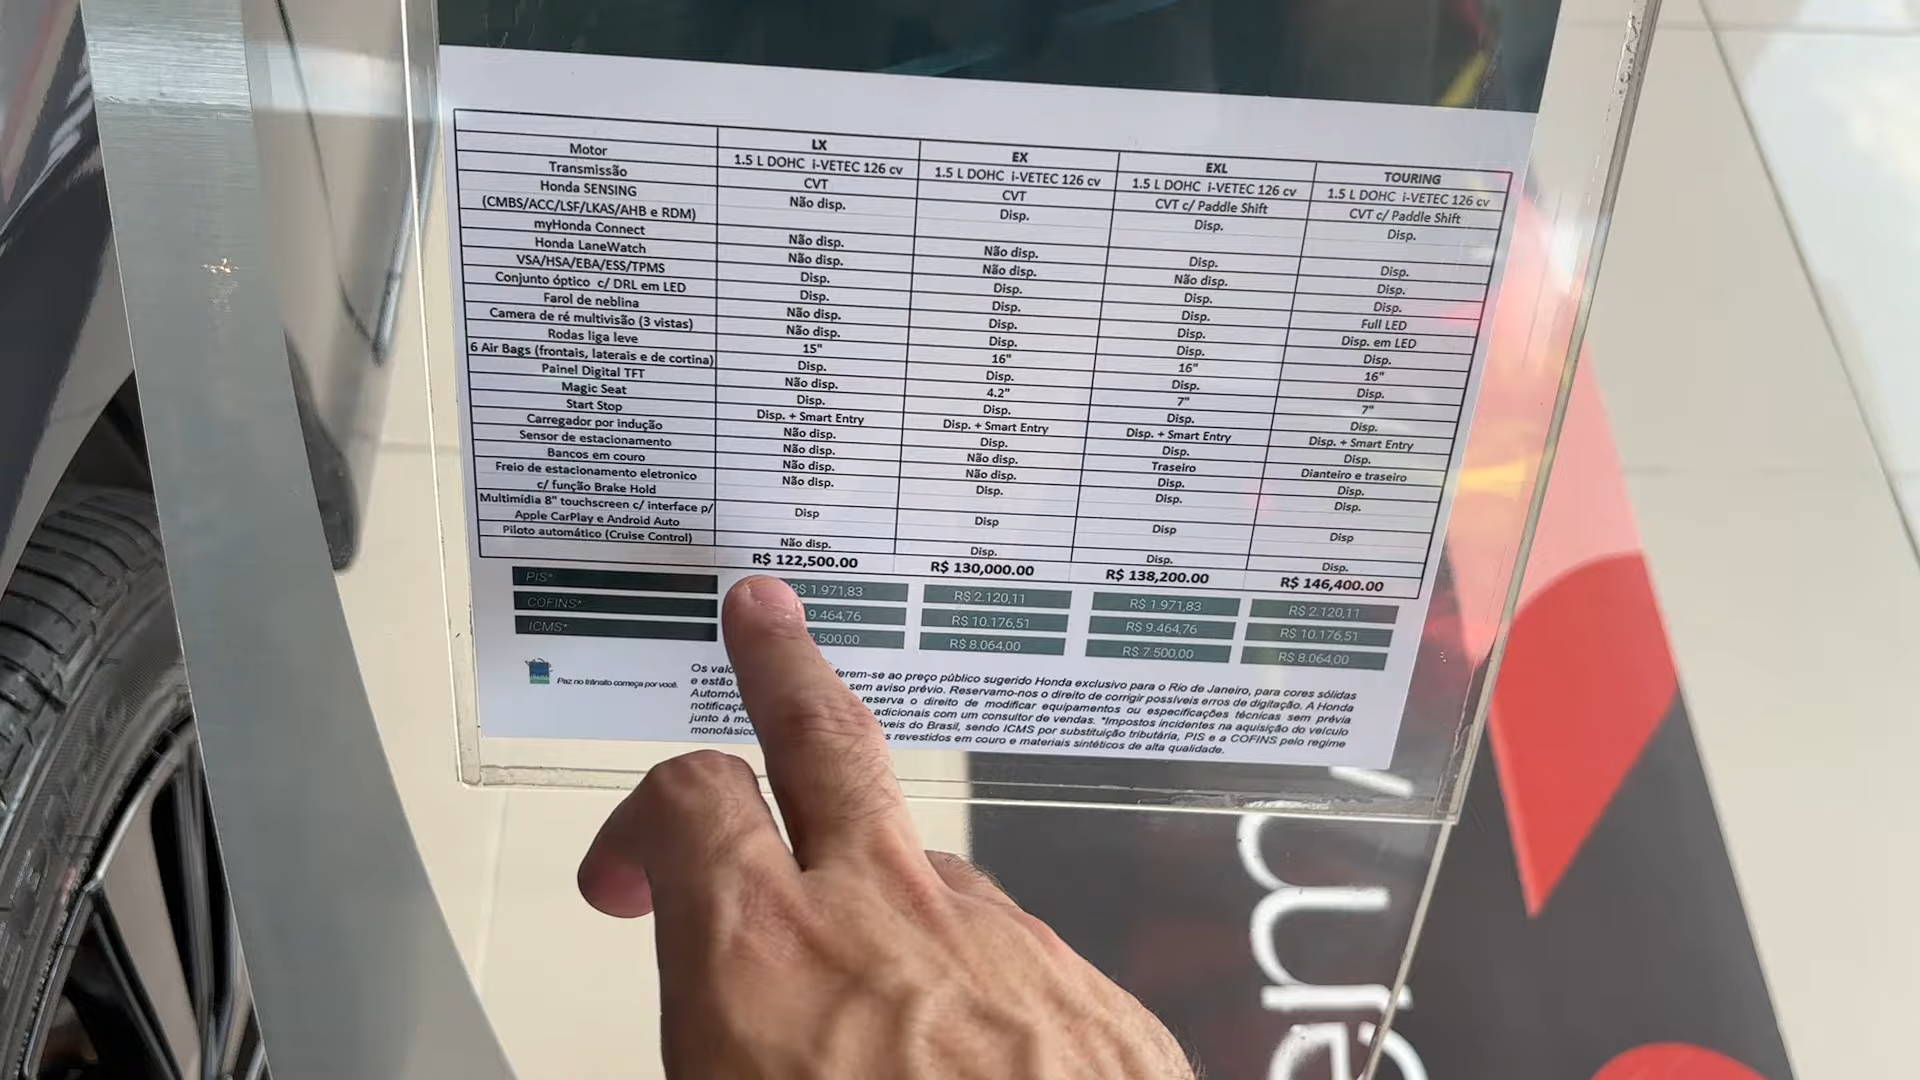 LX EX EXL TOURING
Motor 1.5 L DOHC i-VETEC 126 cv 1.5 L DOHC i-VETEC 126 cv 1.5 L DOHC i-VETEC 126 cv 1.5 L DOHC i-VETEC 126 cv
Transmissão CVT CVT CVT c/ Paddle Shift CVT c/ Paddle Shift
Honda SENSING Não disp. Disp. Disp. Disp.
(CMBS/ACC/LSF/LKAS/AHB e RDM)
myHonda Connect Não disp. Não disp. Disp. Disp.
Honda LaneWatch Não disp. Não disp. Não disp. Disp.
VSA/HSA/EBA/ESS/TPMS Disp. Disp. Disp. Disp.
Conjunto óptico c/ DRL em LED Disp. Disp. Disp. Full LED
Farol de neblina Não disp. Disp. Disp. Disp. em LED
Camera de ré multivisão (3 vistas) Não disp. Disp. Disp. Disp.
Rodas liga leve 15" 16" 16" 16"
6 Air Bags (frontais, laterais e de cortina) Disp. Disp. Disp. Disp.
Painel Digital TFT Não disp. 4.2" 7" 7"
Magic Seat Disp. Disp. Disp. Disp.
Start Stop Disp. + Smart Entry Disp. + Smart Entry Disp. + Smart Entry Disp. + Smart Entry
Carregador por indução Não disp. Disp. Disp. Disp.
Sensor de estacionamento Não disp. Não disp. Traseiro Dianteiro e traseiro
Bancos em couro Não disp. Não disp. Disp. Disp.
Freio de estacionamento eletronico Não disp. Disp. Disp. Disp.
c/ função Brake Hold
Multimídia 8" touchscreen c/ interface p/ Disp Disp Disp Disp
Apple CarPlay e Android Auto
Piloto automático (Cruise Control) Não disp. Disp. Disp. Disp.
R$ 122,500.00 R$ 130,000.00 R$ 138,200.00 R$ 146,400.00
PIS* R$ 1.971,83 R$ 2.120,11 R$ 1.971,83 R$ 2.120,11
COFINS* 9.464,76 R$ 10.176,51 R$ 9.464,76 R$ 10.176,51
ICMS* 7.500,00 R$ 8.064,00 R$ 7.500,00 R$ 8.064,00
Paz no trânsito começa por você.
Os ferem-se ao preço público sugerido Honda exclusivo para o Rio de Janeiro, para cores sólidas
e estão sem aviso prévio. Reservamo-nos o direito de corrigir possíveis erros de digitação. A Honda
reserva o direito de modificar equipamentos ou especificações técnicas sem prévia
adicionais com um consultor de vendas. *Impostos incidentes na aquisição do veículo
junto à do Brasil, sendo ICMS por substituição tributária, PIS e a COFINS pelo regime
revestidos em couro e materiais sintéticos de alta qualidade.